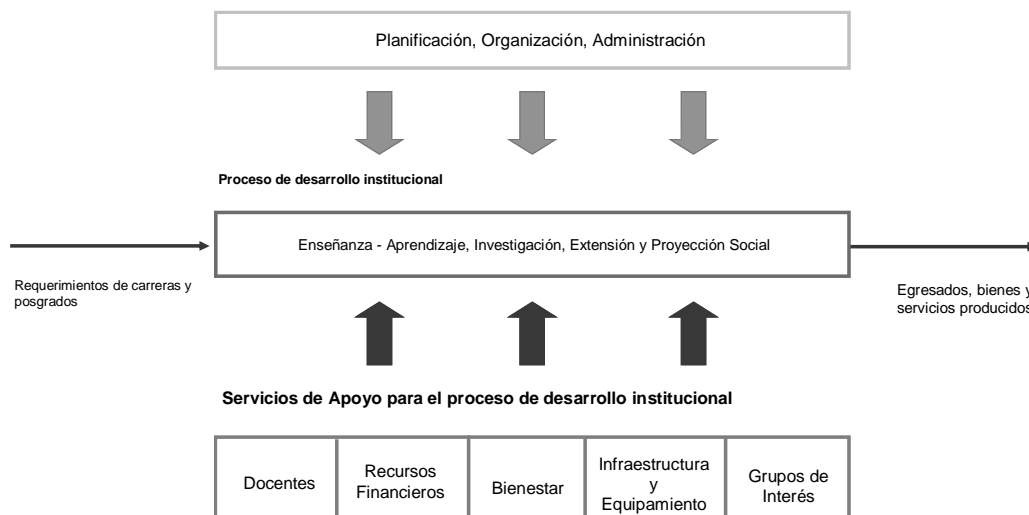 Planificación, Organización, Administración
Proceso de desarrollo institucional
Enseñanza - Aprendizaje, Investigación, Extensión y Proyección Social
Requerimientos de carreras y
posgrados
Egresados, bienes y
servicios producidos
Servicios de Apoyo para el proceso de desarrollo institucional
Docentes
Recursos
Financieros
Bienestar
Infraestructura
y
Equipamiento
Grupos de
Interés